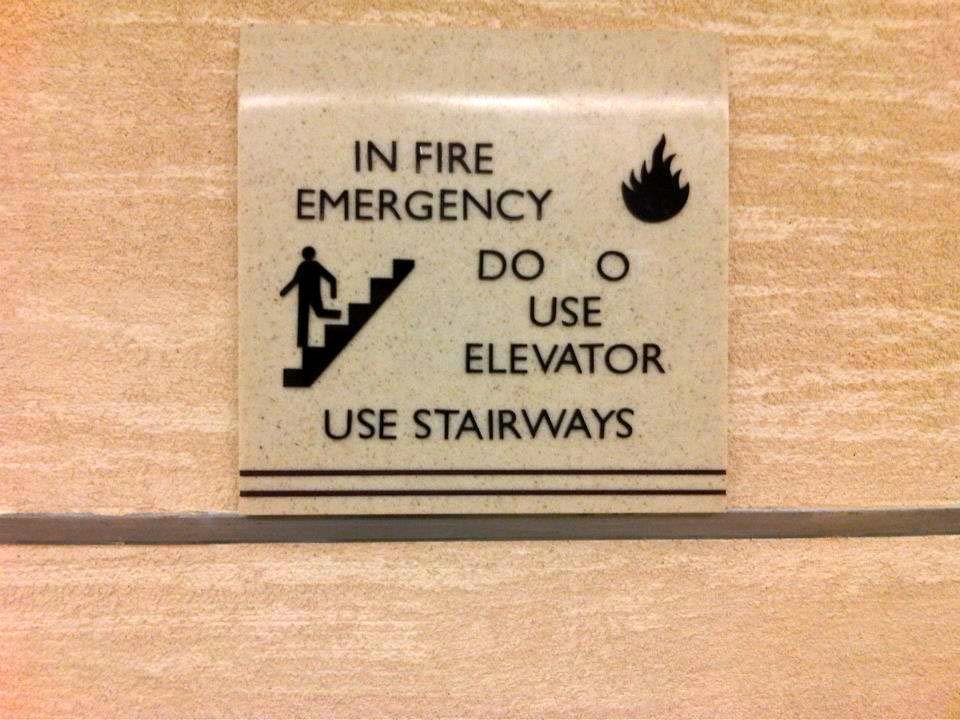 IN FIRE
EMERGENCY
DO O
USE
ELEVATOR
USE STAIRWAYS